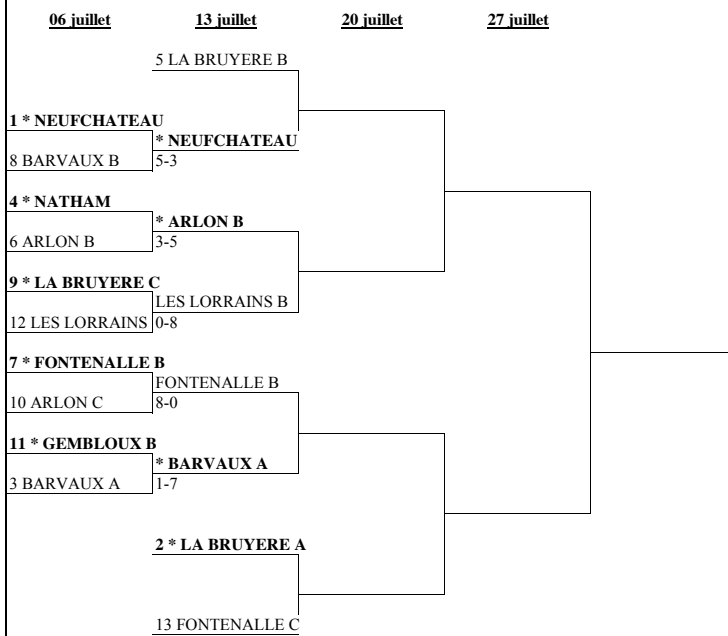 06 juillet 13 juillet 20 juillet 27 juillet
5 LA BRUYERE B
1 * NEUFCHATEAU
* NEUFCHATEAU
8 BARVAUX B
5-3
4 * NATHAM
* ARLON B
6 ARLON B
3-5
9 * LA BRUYERE C
LES LORRAINS B
12 LES LORRAINS
0-8
7 * FONTENALLE B
FONTENALLE B
10 ARLON C
8-0
11 * GEMBLOUX B
* BARVAUX A
3 BARVAUX A
1-7
2 * LA BRUYERE A
13 FONTENALLE C